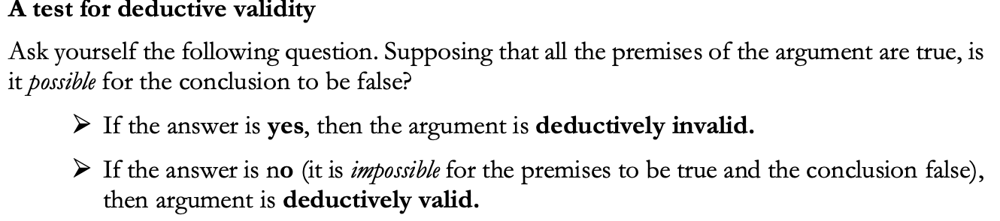 A test for deductive validity
Ask yourself the following question. Supposing that all the premises of the argument are true, is
it possible for the conclusion to be false?
➤ If the answer is yes, then the argument is deductively invalid.
➤ If the answer is no (it is impossible for the premises to be true and the conclusion false),
then argument is deductively valid.